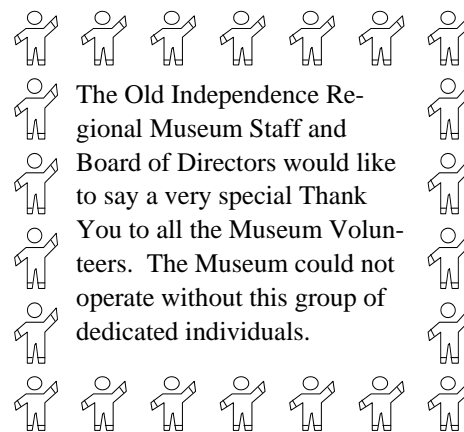 The Old Independence Re-
gional Museum Staff and
Board of Directors would like
to say a very special Thank
You to all the Museum Volun-
teers.  The Museum could not
operate without this group of
dedicated individuals.